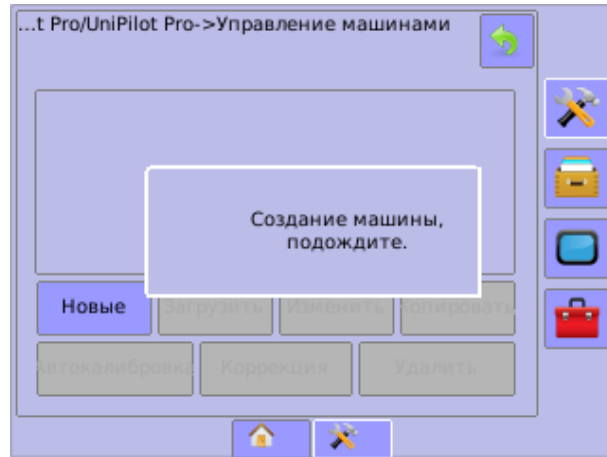 ...t Pro/UniPilot Pro->Управление машинами
Создание машины,
подождите.
Новые Загрузить Изменить Копировать
Автокалибровка Коррекция Удалить